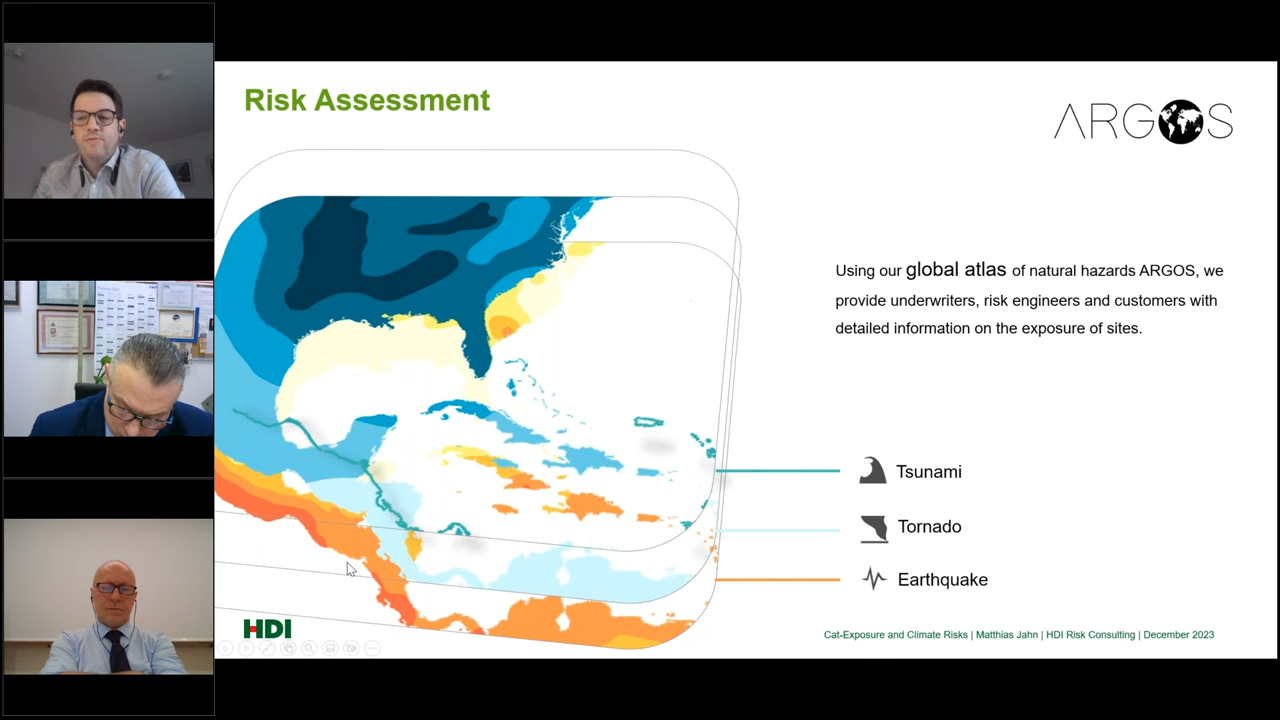 Risk Assessment
ARGOS
Using our global atlas of natural hazards ARGOS, we
provide underwriters, risk engineers and customers with
detailed information on the exposure of sites.
Tsunami
Tornado
Earthquake
HDI
Cat-Exposure and Climate Risks | Matthias Jahn | HDI Risk Consulting | December 2023